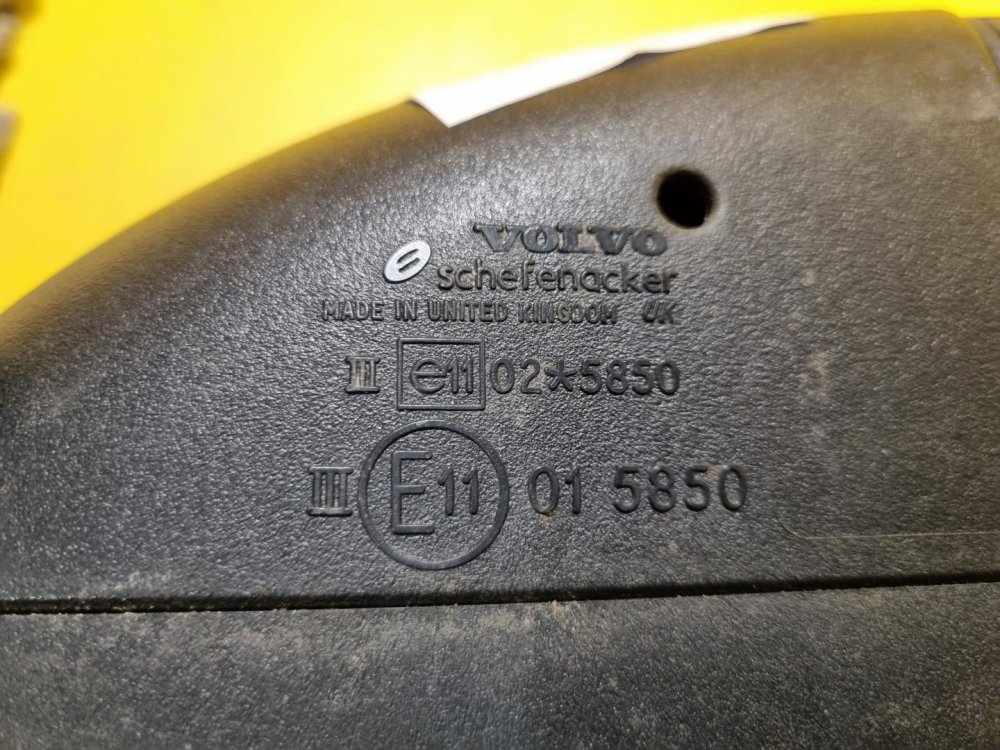 VOLVO
schefenacker
MADE IN UNITED KINGDOM UK
II e11 02*5850
III E11 01 5850